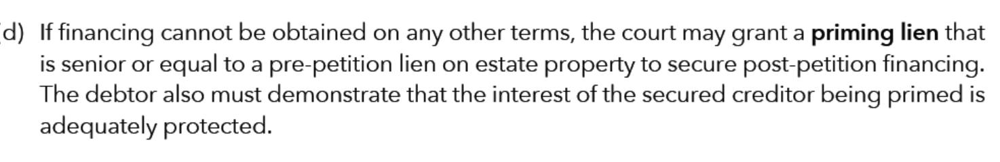 d) If financing cannot be obtained on any other terms, the court may grant a priming lien that
is senior or equal to a pre-petition lien on estate property to secure post-petition financing.
The debtor also must demonstrate that the interest of the secured creditor being primed is
adequately protected.